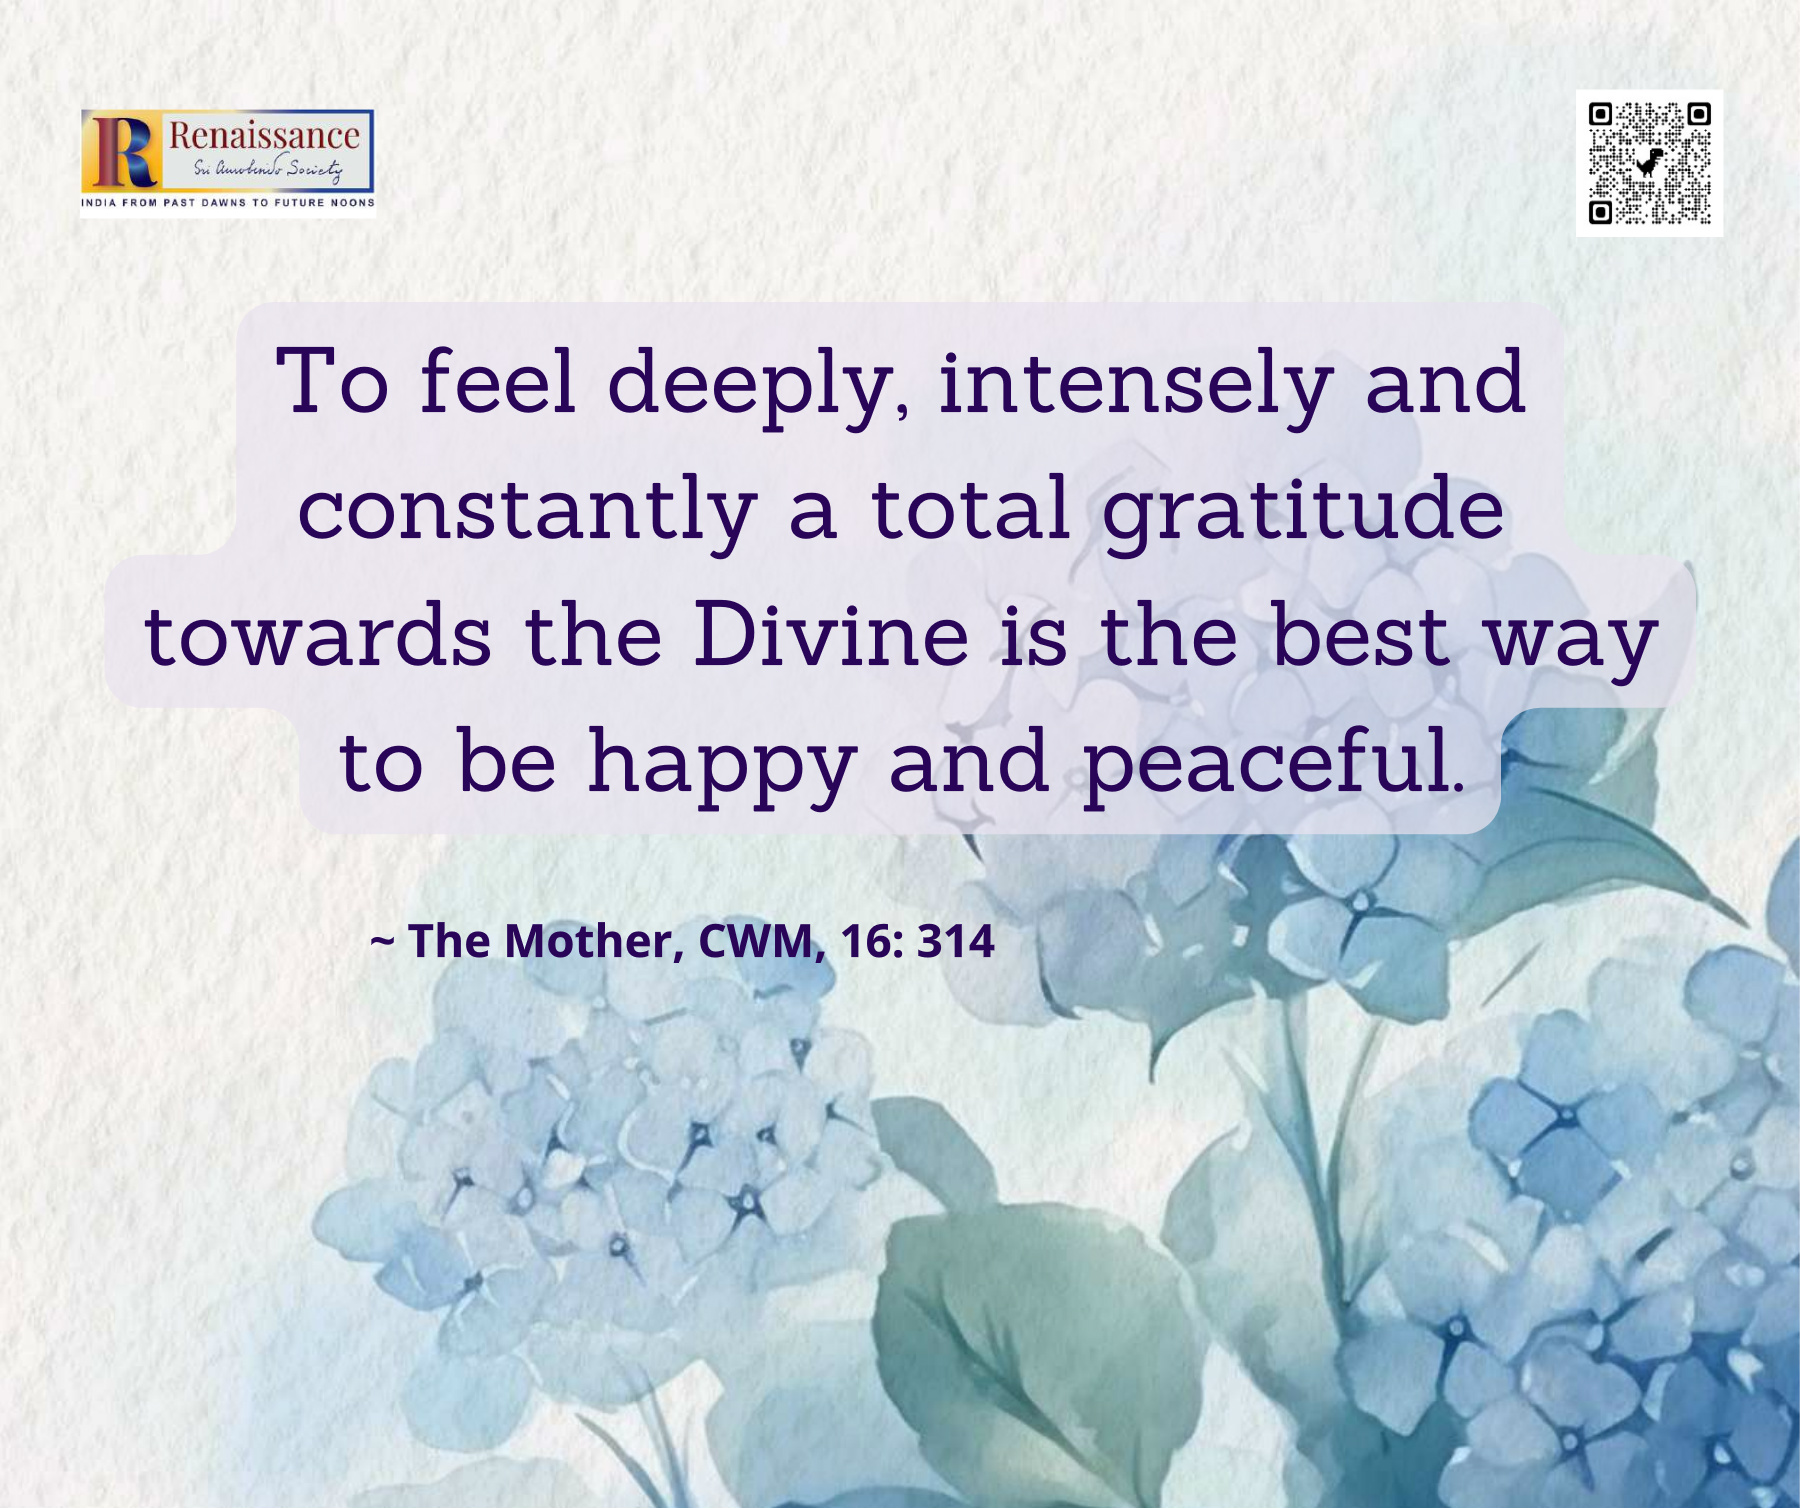 Renaissance
Sri Aurobindo Society
INDIA FROM PAST DAWNS TO FUTURE NOONS
To feel deeply, intensely and
constantly a total gratitude
towards the Divine is the best way
to be happy and peaceful.
~ The Mother, CWM, 16: 314